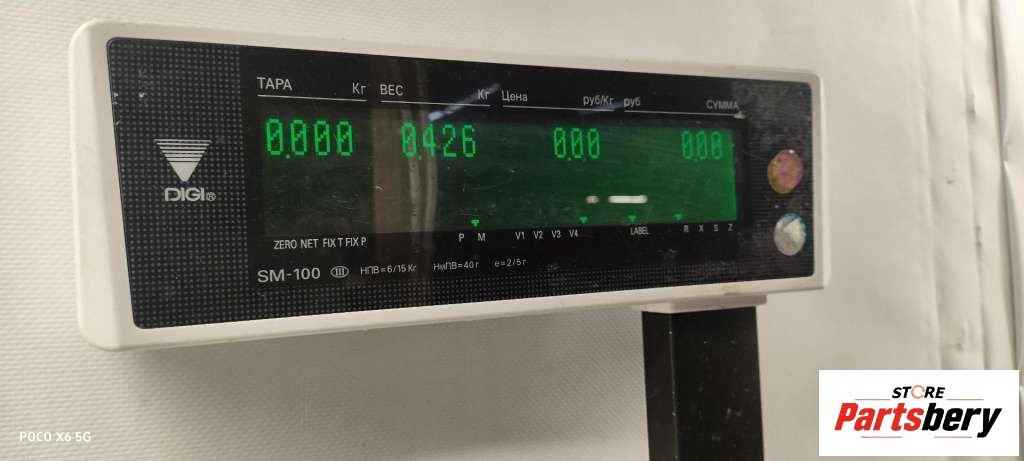 ТАРА Кг ВЕС Кг Цена руб/Кг руб СУММА
0.000 0.426 0.00 0.00
DIGI®
ZERO NET FIX T FIX P P M V1 V2 V3 V4 LABEL R X S Z
SM-100 III НПВ=6/15 Кг НмПВ=40 г e=2/5 г
STORE
Partsbery
POCO X6 5G